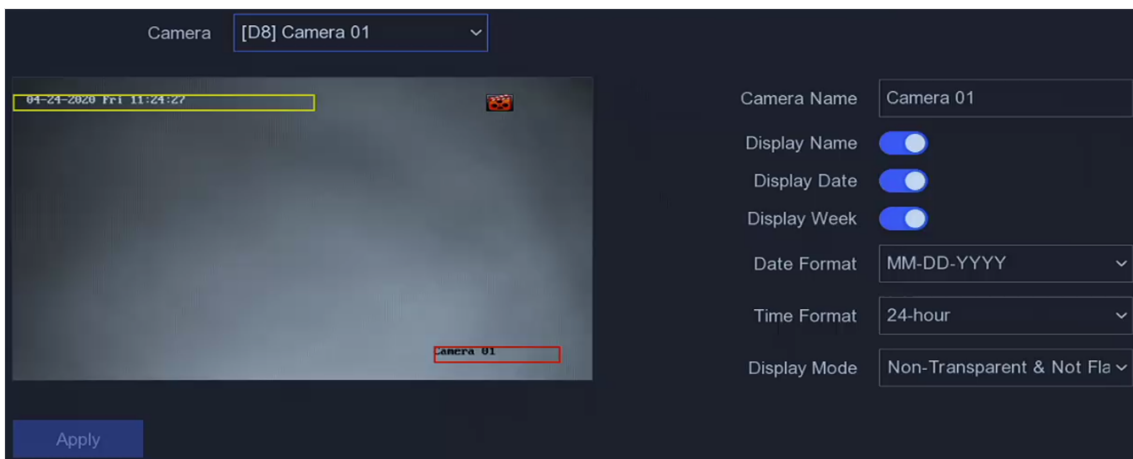 Camera [D8] Camera 01
04-24-2020 Fri 11:24:27
Camera Name Camera 01
Display Name
Display Date
Display Week
Date Format MM-DD-YYYY
Time Format 24-hour
Camera 01
Display Mode Non-Transparent & Not Fla
Apply